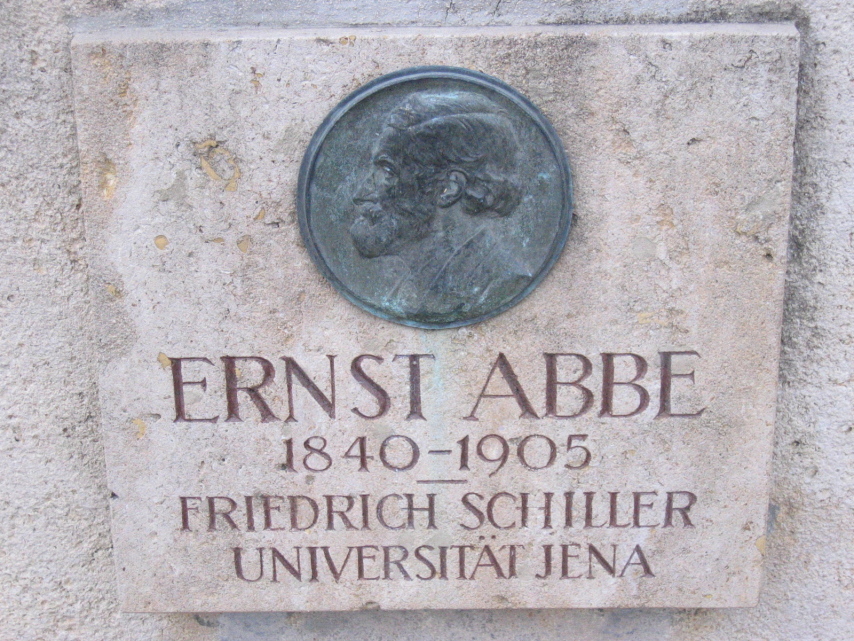 ERNST ABBE
1840–1905
FRIEDRICH SCHILLER
UNIVERSITÄT JENA